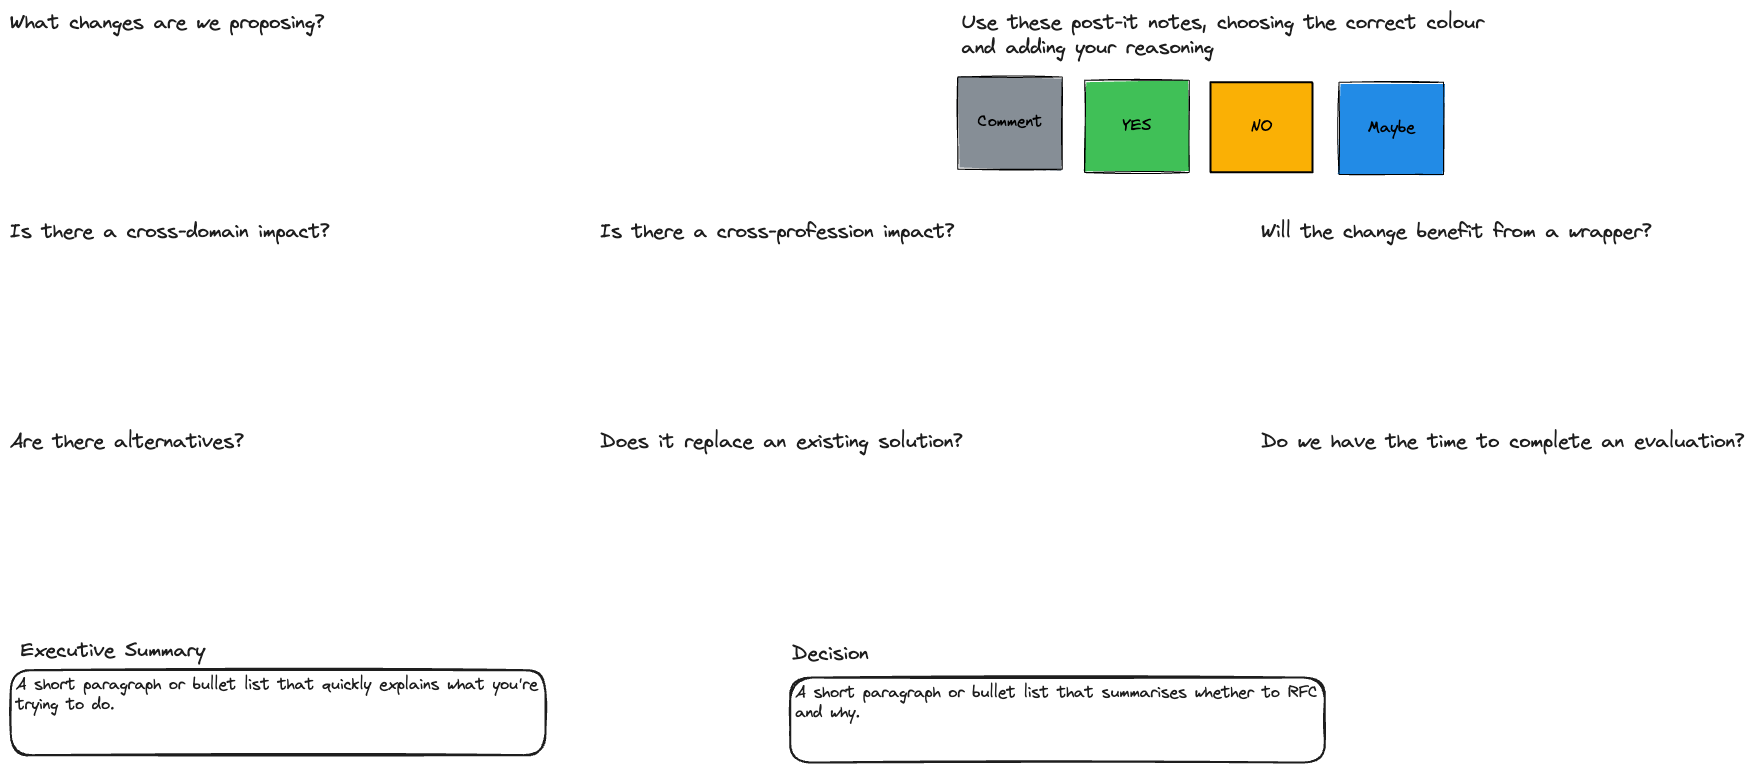 What changes are we proposing?
Use these post-it notes, choosing the correct colour
and adding your reasoning
Comment
YES
NO
Maybe
Is there a cross-domain impact?
Is there a cross-profession impact?
Will the change benefit from a wrapper?
Are there alternatives?
Does it replace an existing solution?
Do we have the time to complete an evaluation?
Executive Summary
A short paragraph or bullet list that quickly explains what you're
trying to do.
Decision
A short paragraph or bullet list that summarises whether to RFC
and why.